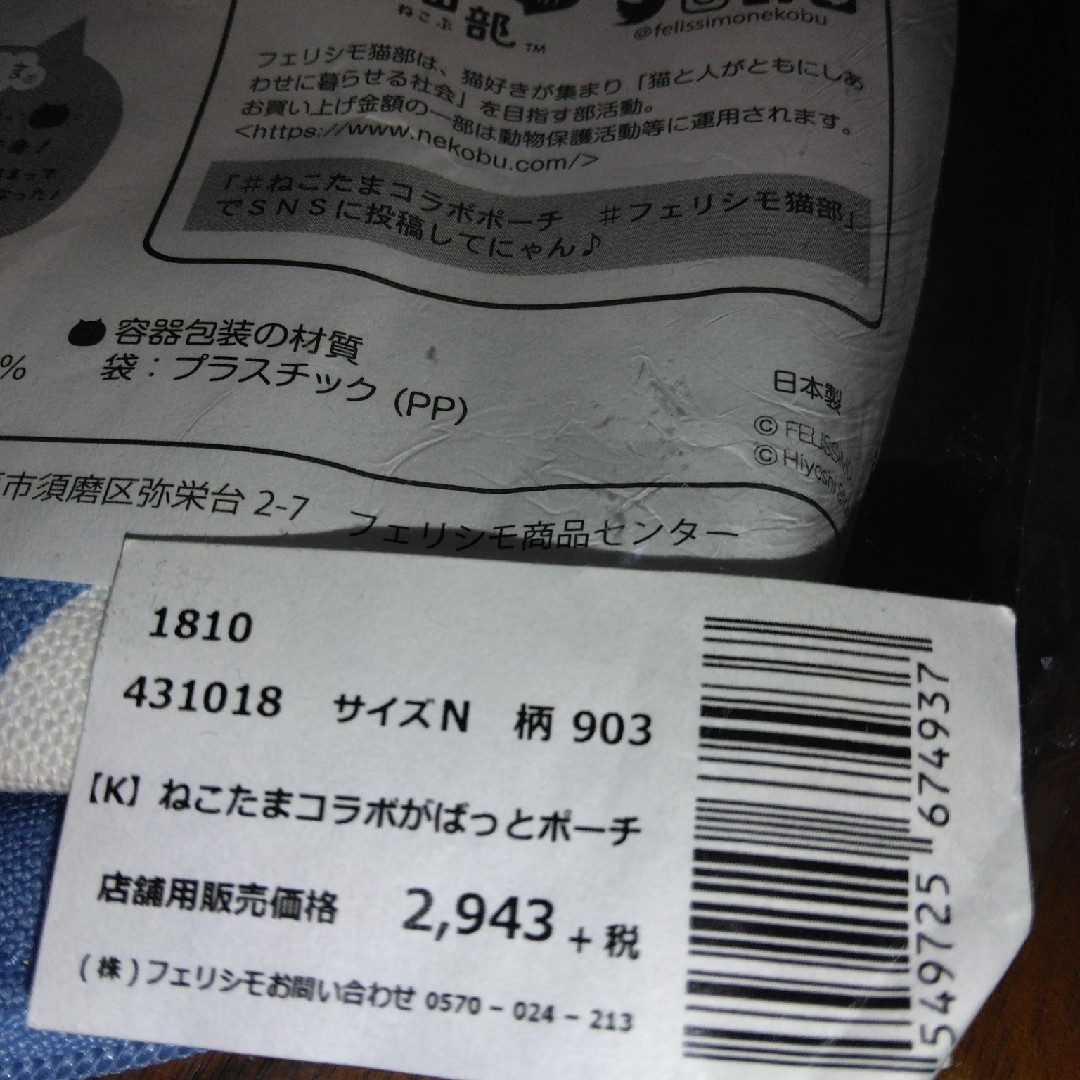 ねこぶ
部™
@felissimonekobu
フェリシモ猫部は、猫好きが集まり「猫と人がともにしあ
わせに暮らせる社会」を目指す部活動。
お買い上げ金額の一部は動物保護活動等に運用されます。
<https://www.nekobu.com/>
「#ねこたまコラボポーチ #フェリシモ猫部」
でSNSに投稿してにゃん♪
容器包装の材質
袋：プラスチック (PP)
%
日本製
© FELISSIMO
© Hiyoshi
市須磨区弥栄台 2-7 フェリシモ商品センター
1810
431018 サイズN 柄 903
【K】ねこたまコラボがばっとポーチ
店舗用販売価格 2,943 + 税
(株)フェリシモお問い合わせ 0570-024-213
549725 674937